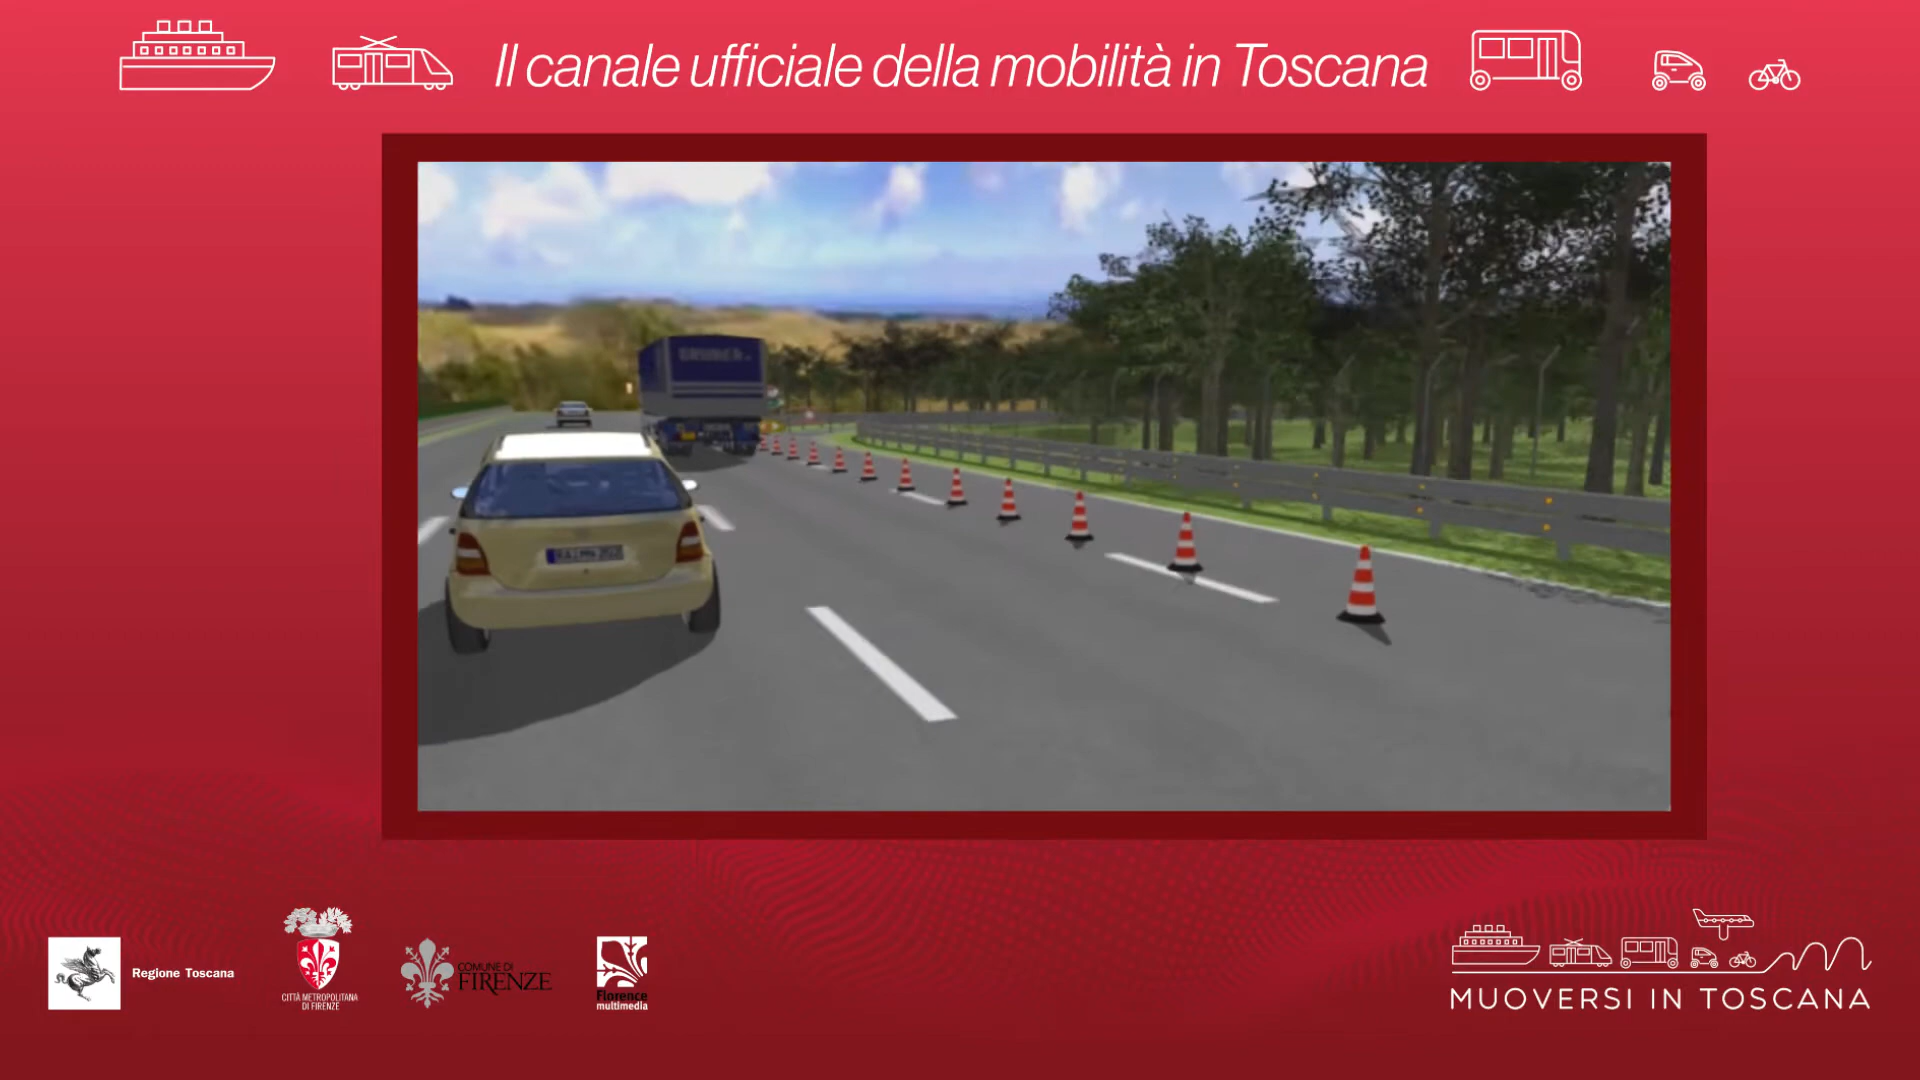 Il canale ufficiale della mobilità in Toscana
Regione Toscana
CITTÀ METROPOLITANA
DI FIRENZE
COMUNE DI
FIRENZE
Florence
multimedia
MUOVERSI IN TOSCANA